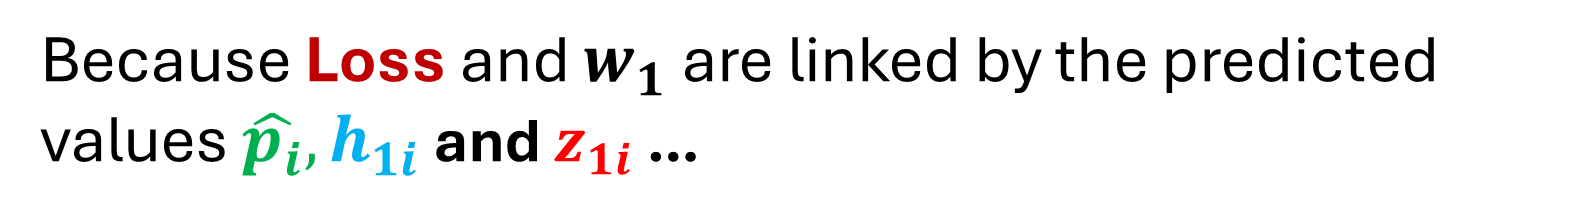 Because Loss and w₁ are linked by the predicted
values p̂ᵢ, h₁ᵢ and z₁ᵢ ...